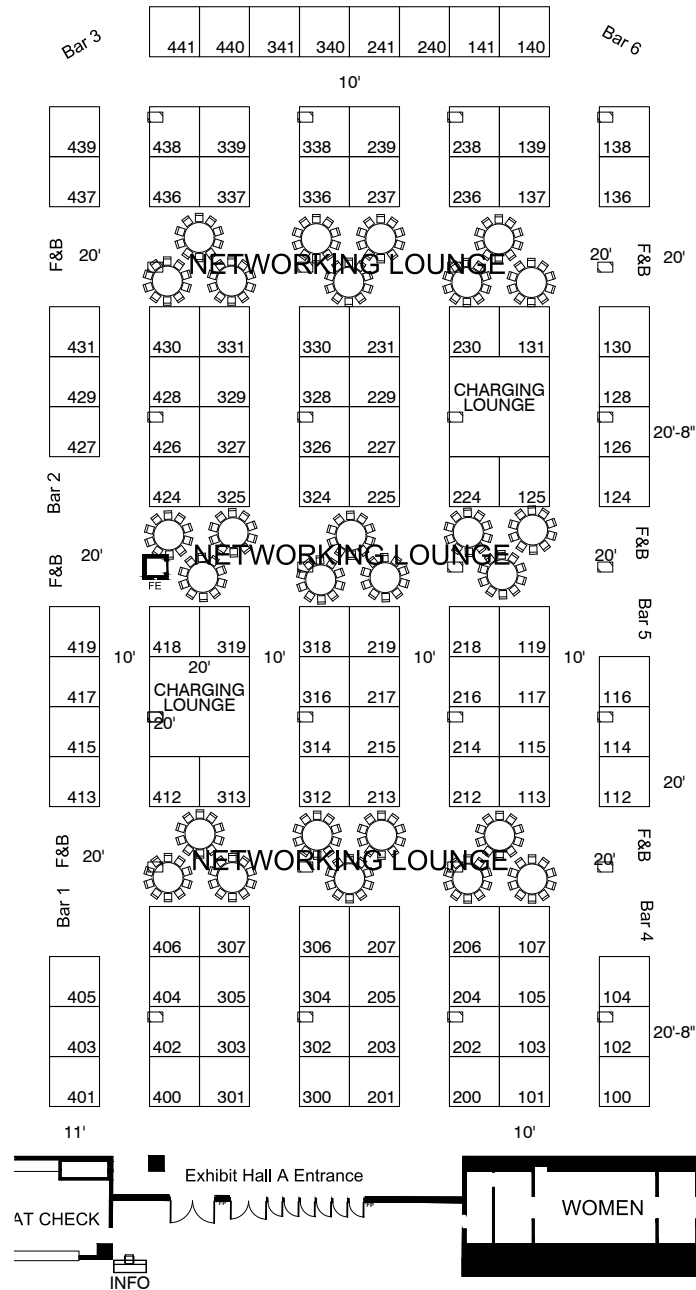 Bar 3
441 440 341 340 241 240 141 140
Bar 6
10'
439 438 339 338 239 238 139 138
437 436 337 336 237 236 137 136
F&B 20' NETWORKING LOUNGE 20' F&B 20'
431 430 331 330 231 230 131 130
429 428 329 328 229 CHARGING LOUNGE 128
427 426 327 326 227 126 20'-8"
Bar 2 424 325 324 225 224 125 124
F&B 20' NETWORKING LOUNGE 20' F&B
FE
Bar 5
419 418 319 318 219 218 119
10' 20' 10' 10' 10'
417 CHARGING LOUNGE 316 217 216 117 116
415 20' 314 215 214 115 114
413 412 313 312 213 212 113 112 20'
F&B 20' NETWORKING LOUNGE 20' F&B
Bar 1 406 307 306 207 206 107 Bar 4
405 404 305 304 205 204 105 104
403 402 303 302 203 202 103 102 20'-8"
401 400 301 300 201 200 101 100
11' 10'
Exhibit Hall A Entrance
AT CHECK WOMEN
INFO